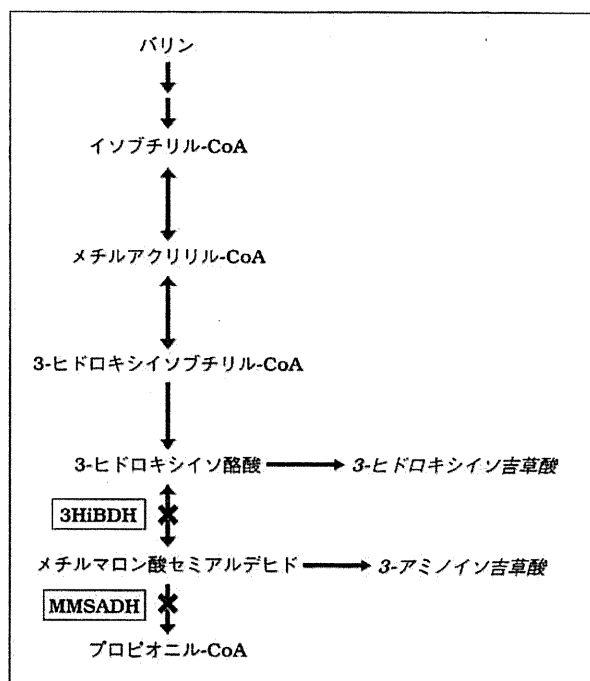 バリン
イソブチリル-CoA
メチルアクリリル-CoA
3-ヒドロキシイソブチリル-CoA
3-ヒドロキシイソ酪酸
3-ヒドロキシイソ吉草酸
3HiBDH
メチルマロン酸セミアルデヒド
3-アミノイソ吉草酸
MMSADH
プロピオニル-CoA